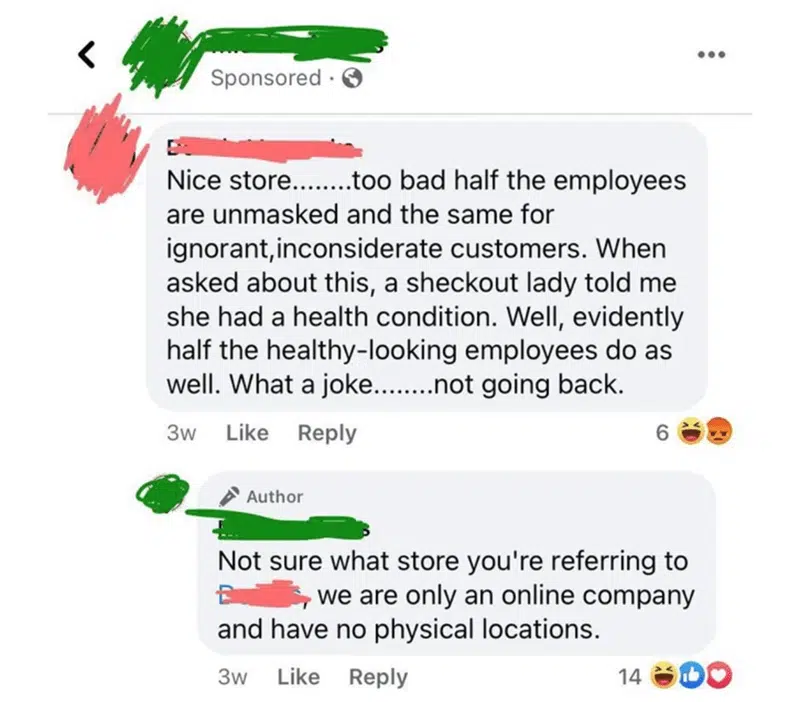 Sponsored ·
Nice store........too bad half the employees
are unmasked and the same for
ignorant,inconsiderate customers. When
asked about this, a sheckout lady told me
she had a health condition. Well, evidently
half the healthy-looking employees do as
well. What a joke........not going back.
3w Like Reply 6
Author
Not sure what store you're referring to
, we are only an online company
and have no physical locations.
3w Like Reply 14